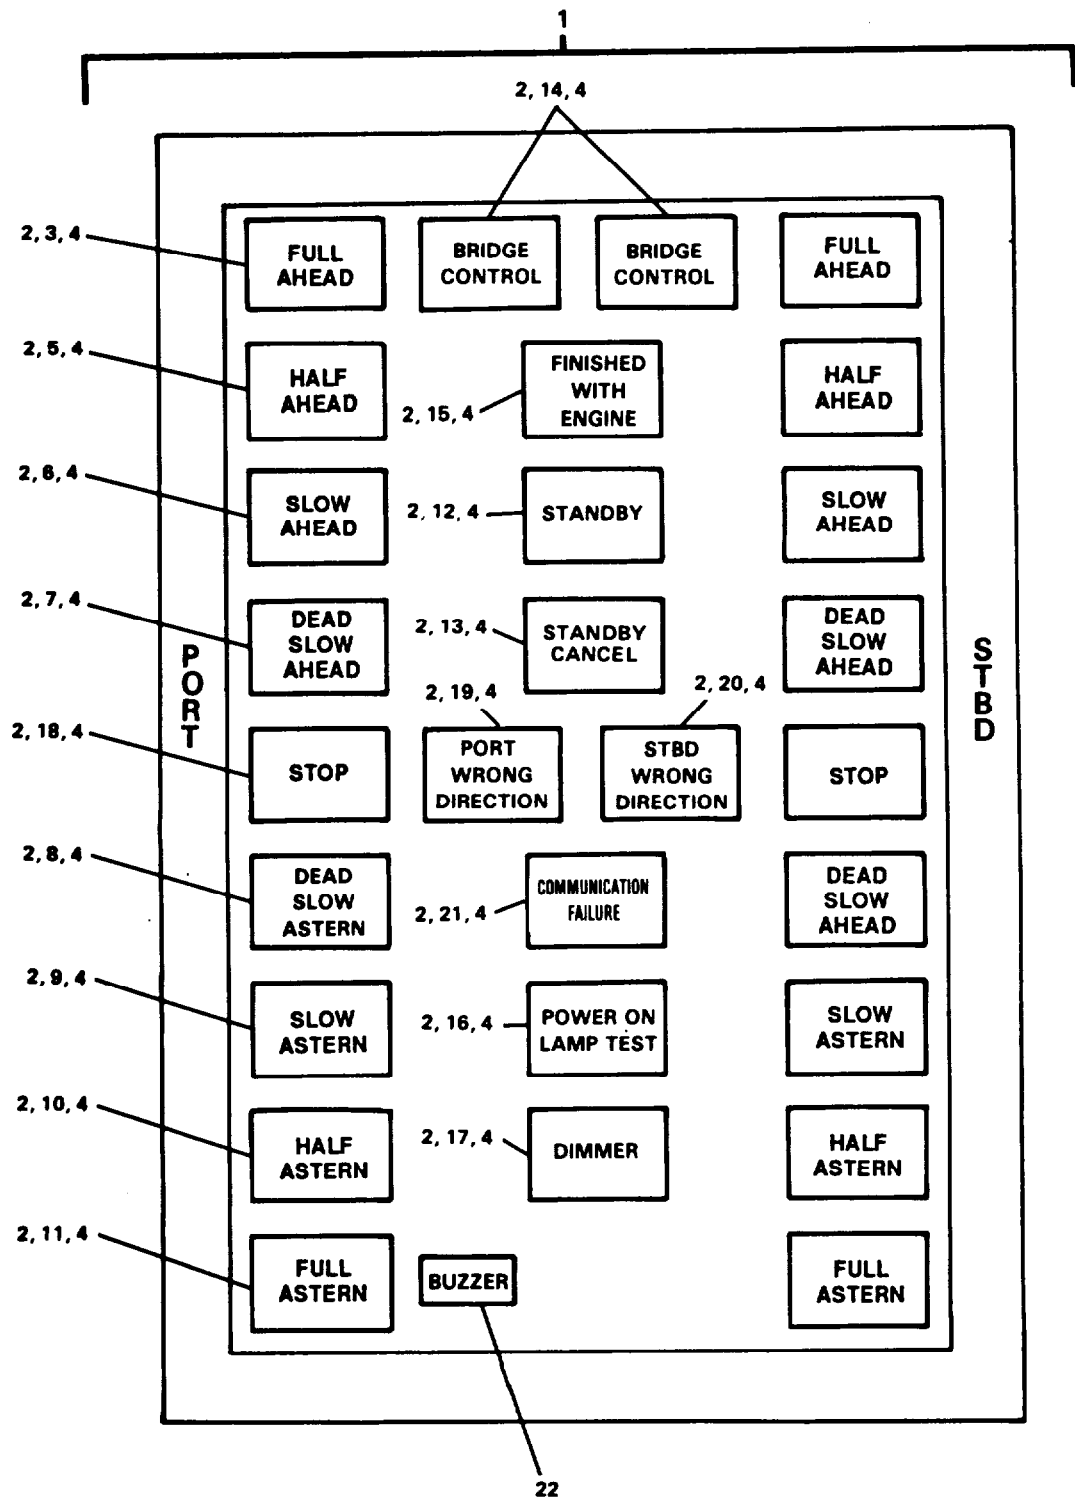 1
2, 14, 4
2, 3, 4
FULL
AHEAD
BRIDGE
CONTROL
BRIDGE
CONTROL
FULL
AHEAD
2, 5, 4
HALF
AHEAD
2, 15, 4
FINISHED
WITH
ENGINE
HALF
AHEAD
2, 6, 4
SLOW
AHEAD
2, 12, 4
STANDBY
SLOW
AHEAD
2, 7, 4
DEAD
SLOW
AHEAD
2, 13, 4
STANDBY
CANCEL
DEAD
SLOW
AHEAD
PORT
STBD
2, 18, 4
STOP
2, 19, 4
PORT
WRONG
DIRECTION
2, 20, 4
STBD
WRONG
DIRECTION
STOP
2, 8, 4
DEAD
SLOW
ASTERN
2, 21, 4
COMMUNICATION
FAILURE
DEAD
SLOW
AHEAD
2, 9, 4
SLOW
ASTERN
2, 16, 4
POWER ON
LAMP TEST
SLOW
ASTERN
2, 10, 4
HALF
ASTERN
2, 17, 4
DIMMER
HALF
ASTERN
2, 11, 4
FULL
ASTERN
BUZZER
FULL
ASTERN
22